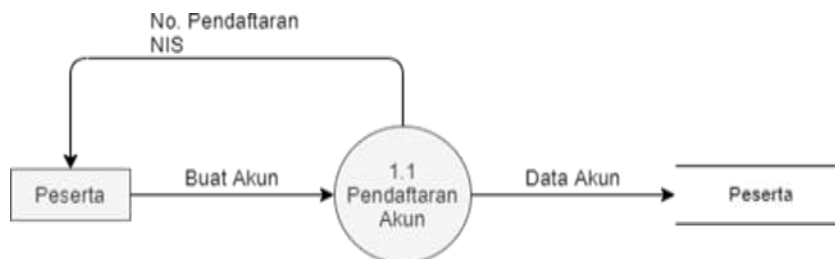 No. Pendaftaran
NIS
Peserta
Buat Akun
1.1
Pendaftaran
Akun
Data Akun
Peserta